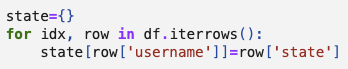 state={}
for idx, row in df.iterrows():
    state[row['username']]=row['state']